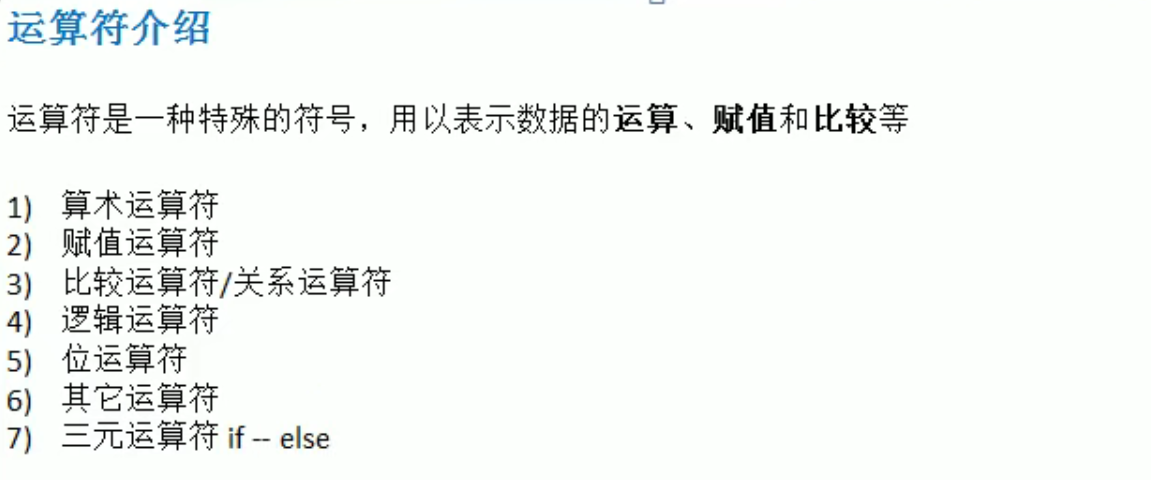 运算符介绍
运算符是一种特殊的符号，用以表示数据的运算、赋值和比较等
1) 算术运算符
2) 赋值运算符
3) 比较运算符/关系运算符
4) 逻辑运算符
5) 位运算符
6) 其它运算符
7) 三元运算符 if -- else